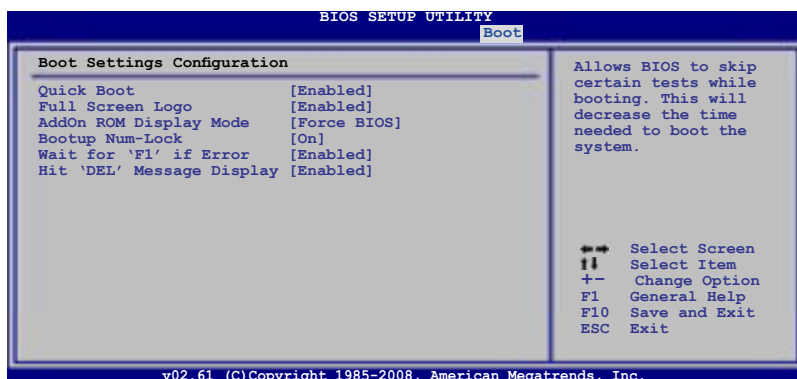 BIOS SETUP UTILITY
Boot
Boot Settings Configuration
Quick Boot [Enabled]
Full Screen Logo [Enabled]
AddOn ROM Display Mode [Force BIOS]
Bootup Num-Lock [On]
Wait for ‘F1’ if Error [Enabled]
Hit ‘DEL’ Message Display [Enabled]
Allows BIOS to skip
certain tests while
booting. This will
decrease the time
needed to boot the
system.
←→ Select Screen
↑↓ Select Item
+- Change Option
F1 General Help
F10 Save and Exit
ESC Exit
v02.61 (C)Copyright 1985-2008, American Megatrends, Inc.